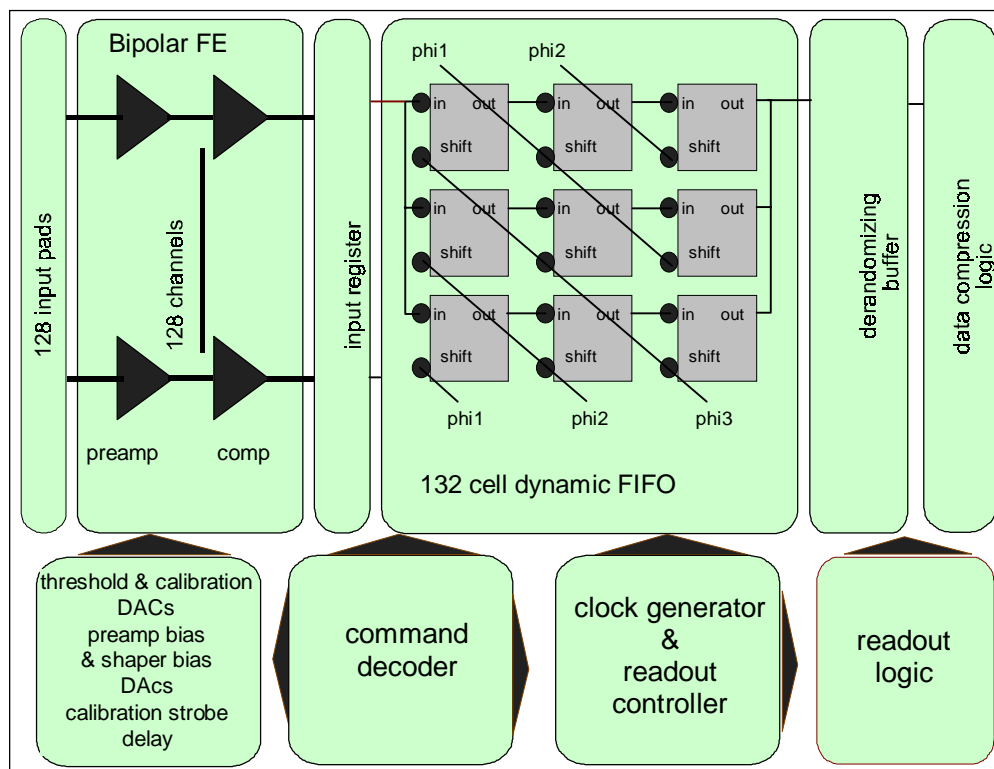 Bipolar FE
128 input pads
128 channels
preamp
comp
input register
phi1
phi2
in out
in out
in out
shift
shift
shift
in out
in out
in out
shift
shift
shift
in out
in out
in out
shift
shift
shift
phi1
phi2
phi3
132 cell dynamic FIFO
derandomizing
buffer
data compression
logic
threshold & calibration
DACs
preamp bias
& shaper bias
DAcs
calibration strobe
delay
command
decoder
clock generator
&
readout
controller
readout
logic